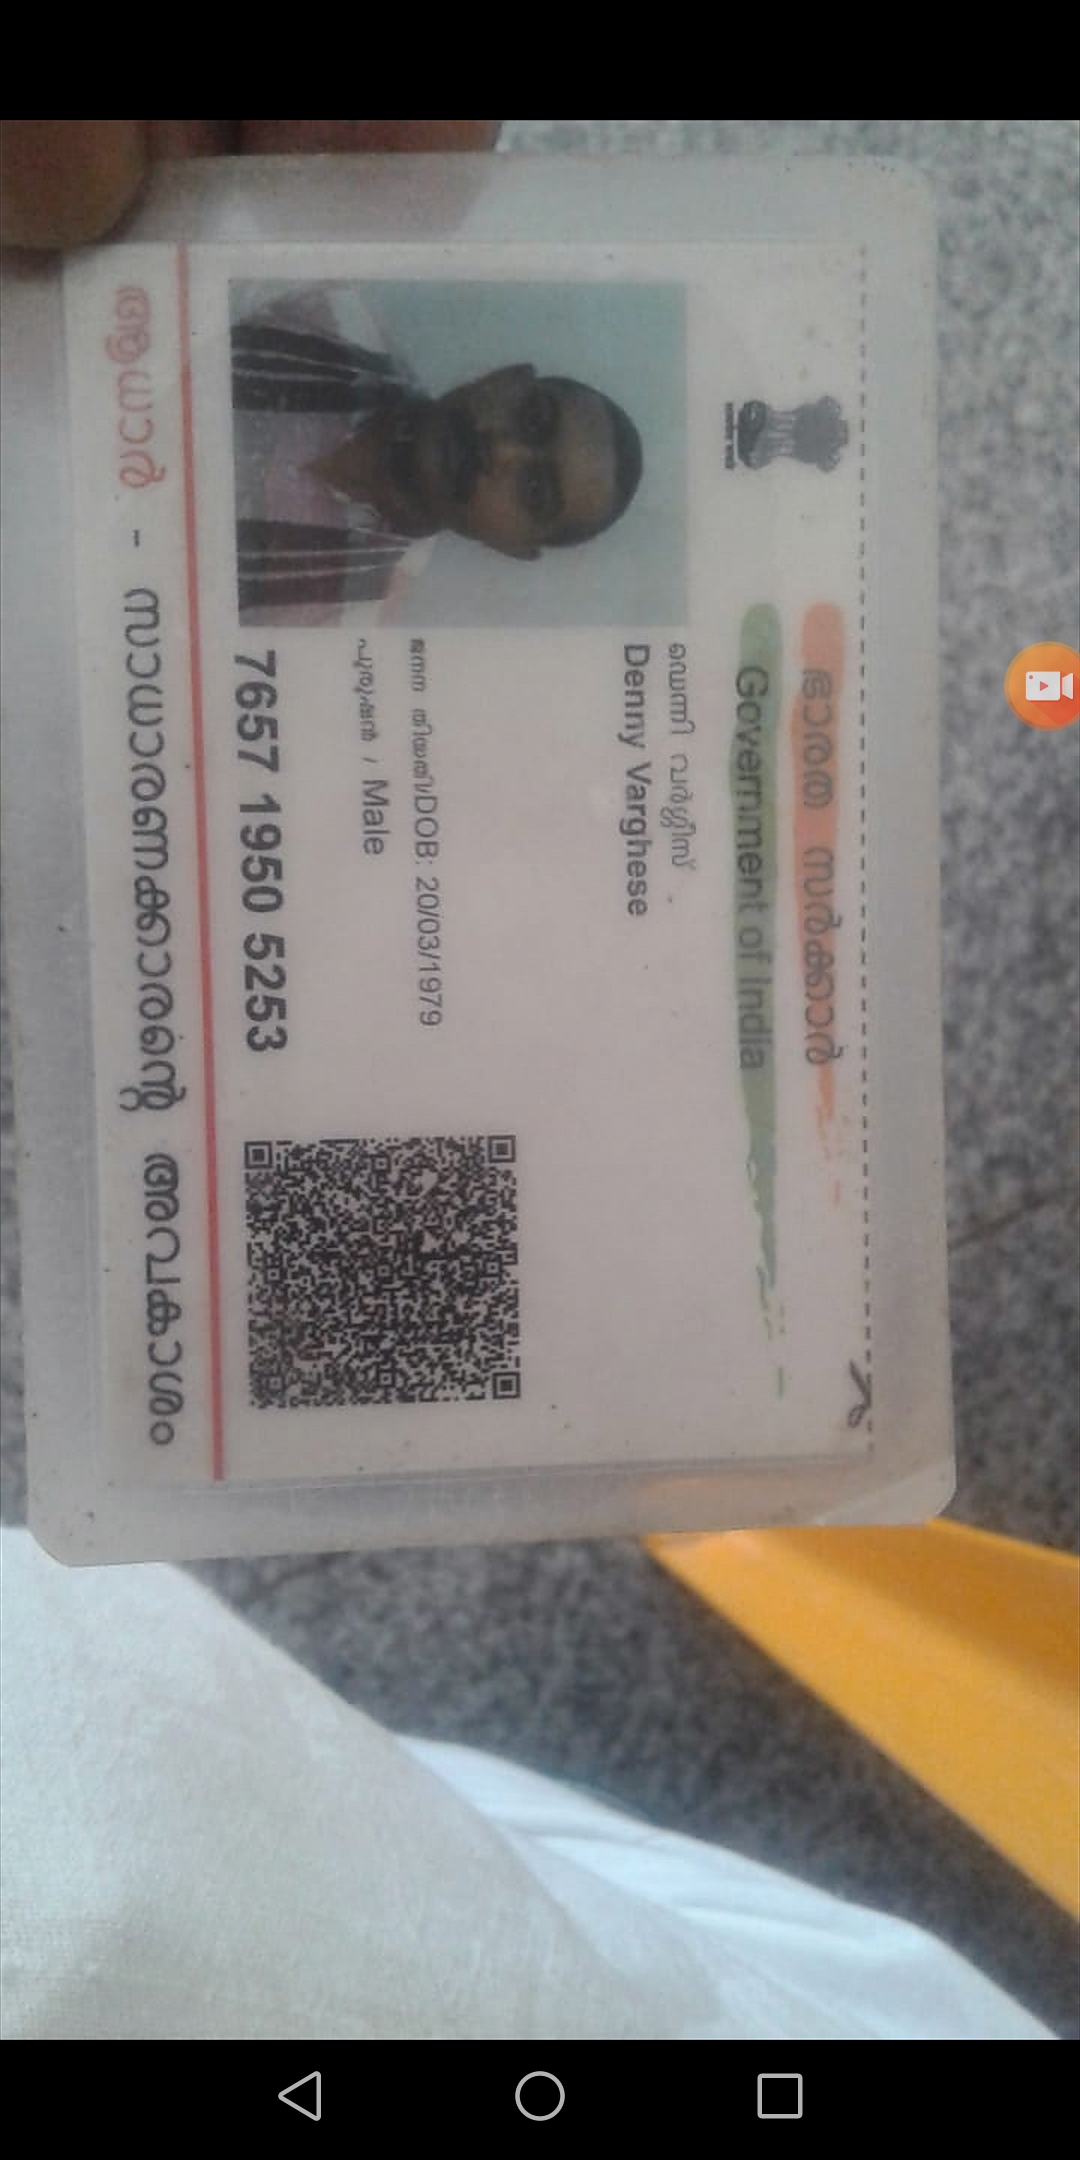 ഭാരത സർക്കാർ
Government of India
ഡെന്നി വർഗ്ഗീസ്
Denny Varghese
ജനന തിയതി/DOB: 20/03/1979
പുരുഷൻ / Male
7657 1950 5253
ആധാർ - സാധാരണക്കാരന്റെ അവകാശം